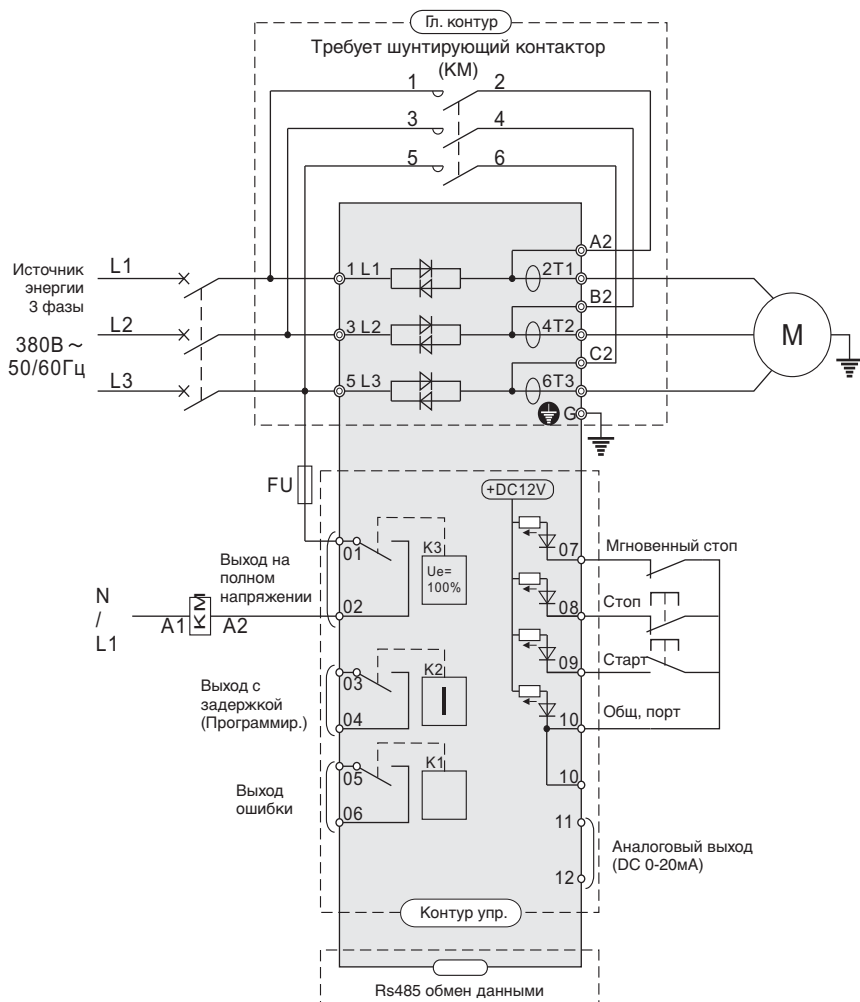 Гл. контур
Требует шунтирующий контактор
(KM)
1 2
3 4
5 6
A2
Источник
энергии
3 фазы
L1
1 L1
2T1
B2
L2
3 L2
4T2
M
380В ~
50/60Гц
C2
L3
5 L3
6T3
G
FU
+DC12V
01
K3
Ue=
100%
07
Мгновенный стоп
Выход на
полном
напряжении
02
08
Стоп
N
/
L1
A1
KM
A2
09
Старт
03
K2
I
Выход с
задержкой
(Программир.)
04
10
Общ, порт
05
K1
10
Выход
ошибки
06
11
Аналоговый выход
(DC 0-20мА)
12
Контур упр.
Rs485 обмен данными